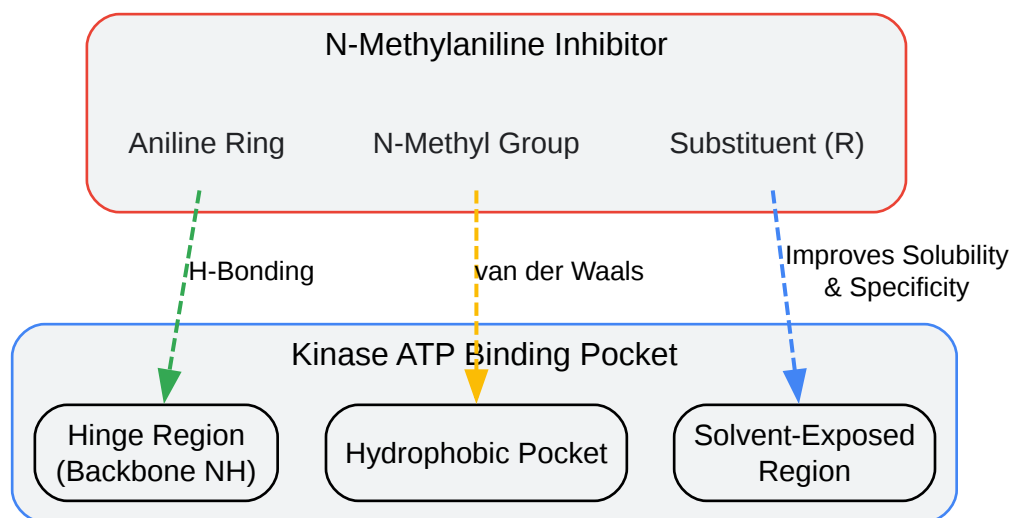 N-Methylaniline Inhibitor
Aniline Ring
N-Methyl Group
Substituent (R)
H-Bonding
van der Waals
Improves Solubility
& Specificity
Kinase ATP Binding Pocket
Hinge Region
(Backbone NH)
Hydrophobic Pocket
Solvent-Exposed
Region